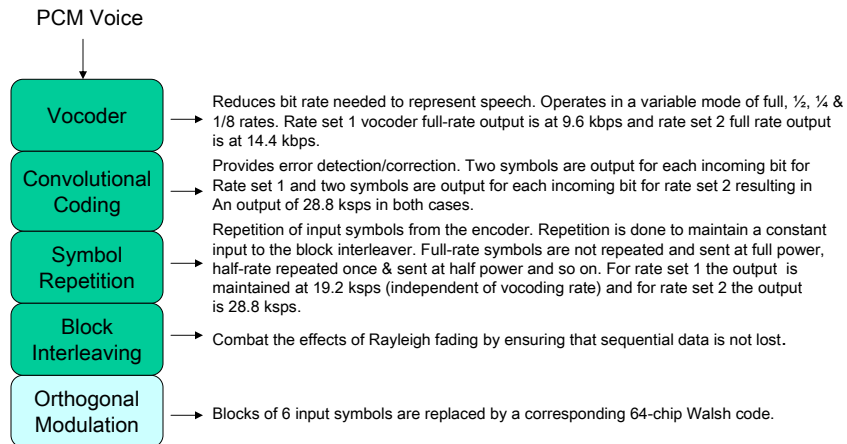 PCM Voice
Vocoder
Reduces bit rate needed to represent speech. Operates in a variable mode of full, ½, ¼ &
1/8 rates. Rate set 1 vocoder full-rate output is at 9.6 kbps and rate set 2 full rate output
is at 14.4 kbps.
Convolutional
Coding
Provides error detection/correction. Two symbols are output for each incoming bit for
Rate set 1 and two symbols are output for each incoming bit for rate set 2 resulting in
An output of 28.8 ksps in both cases.
Symbol
Repetition
Repetition of input symbols from the encoder. Repetition is done to maintain a constant
input to the block interleaver. Full-rate symbols are not repeated and sent at full power,
half-rate repeated once & sent at half power and so on. For rate set 1 the output is
maintained at 19.2 ksps (independent of vocoding rate) and for rate set 2 the output
is 28.8 ksps.
Block
Interleaving
Combat the effects of Rayleigh fading by ensuring that sequential data is not lost.
Orthogonal
Modulation
Blocks of 6 input symbols are replaced by a corresponding 64-chip Walsh code.